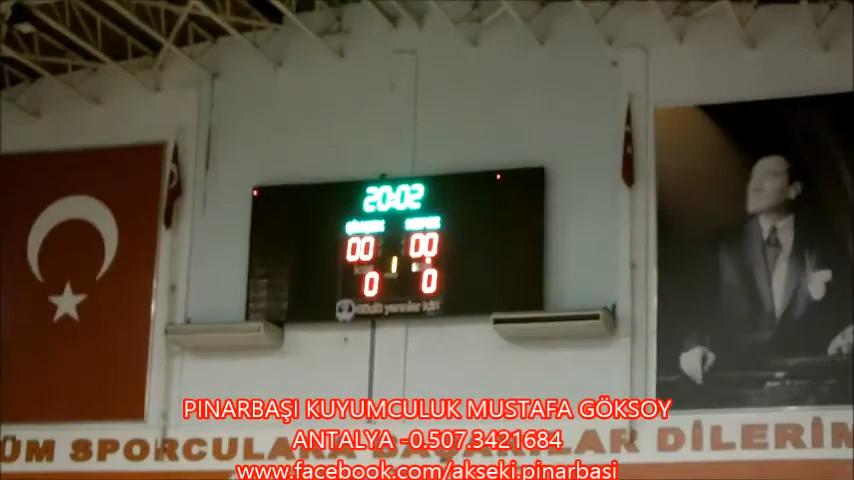 20:02
00 00
1
0 0
PINARBAŞI KUYUMCULUK MUSTAFA GÖKSOY
ÜM SPORCULARA BAŞARILAR DİLERİM
ANTALYA -0.507.3421684
www.facebook.com/akseki.pinarbasi